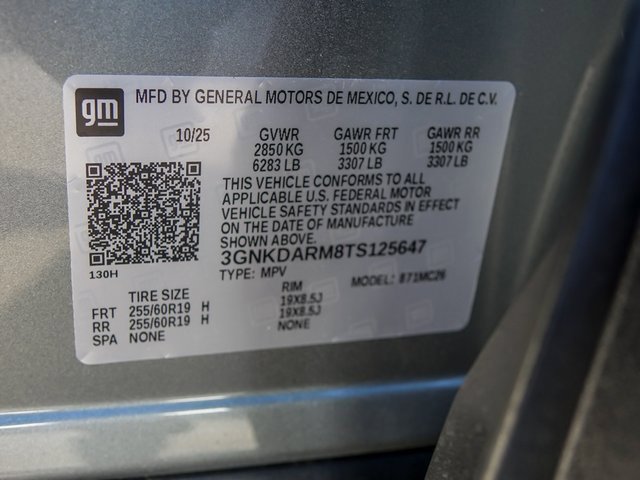 gm
MFD BY GENERAL MOTORS DE MEXICO, S. DE R.L. DE C.V.
10/25 GVWR GAWR FRT GAWR RR
2850 KG 1500 KG 1500 KG
6283 LB 3307 LB 3307 LB
THIS VEHICLE CONFORMS TO ALL
APPLICABLE U.S. FEDERAL MOTOR
VEHICLE SAFETY STANDARDS IN EFFECT
ON THE DATE OF MANUFACTURE
SHOWN ABOVE.
3GNKDARM8TS125647
130H
TYPE: MPV MODEL: 871MC26
TIRE SIZE RIM
FRT 255/60R19 H 19X8.5J
RR 255/60R19 H 19X8.5J
SPA NONE NONE